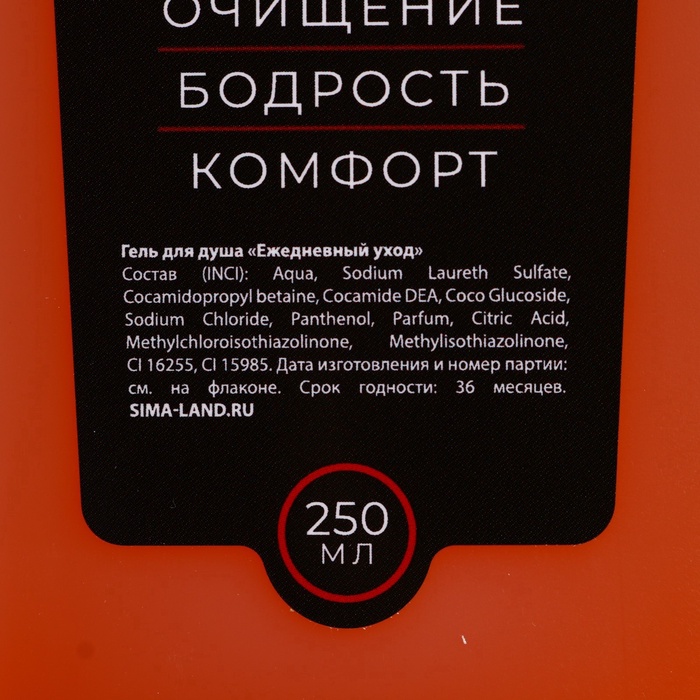 ОЧИЩЕНИЕ
БОДРОСТЬ
КОМФОРТ
Гель для душа «Ежедневный уход»
Состав (INCI): Aqua, Sodium Laureth Sulfate,
Cocamidopropyl betaine, Cocamide DEA, Coco Glucoside,
Sodium Chloride, Panthenol, Parfum, Citric Acid,
Methylchloroisothiazolinone, Methylisothiazolinone,
CI 16255, CI 15985. Дата изготовления и номер партии:
см. на флаконе. Срок годности: 36 месяцев.
SIMA-LAND.RU
250
МЛ